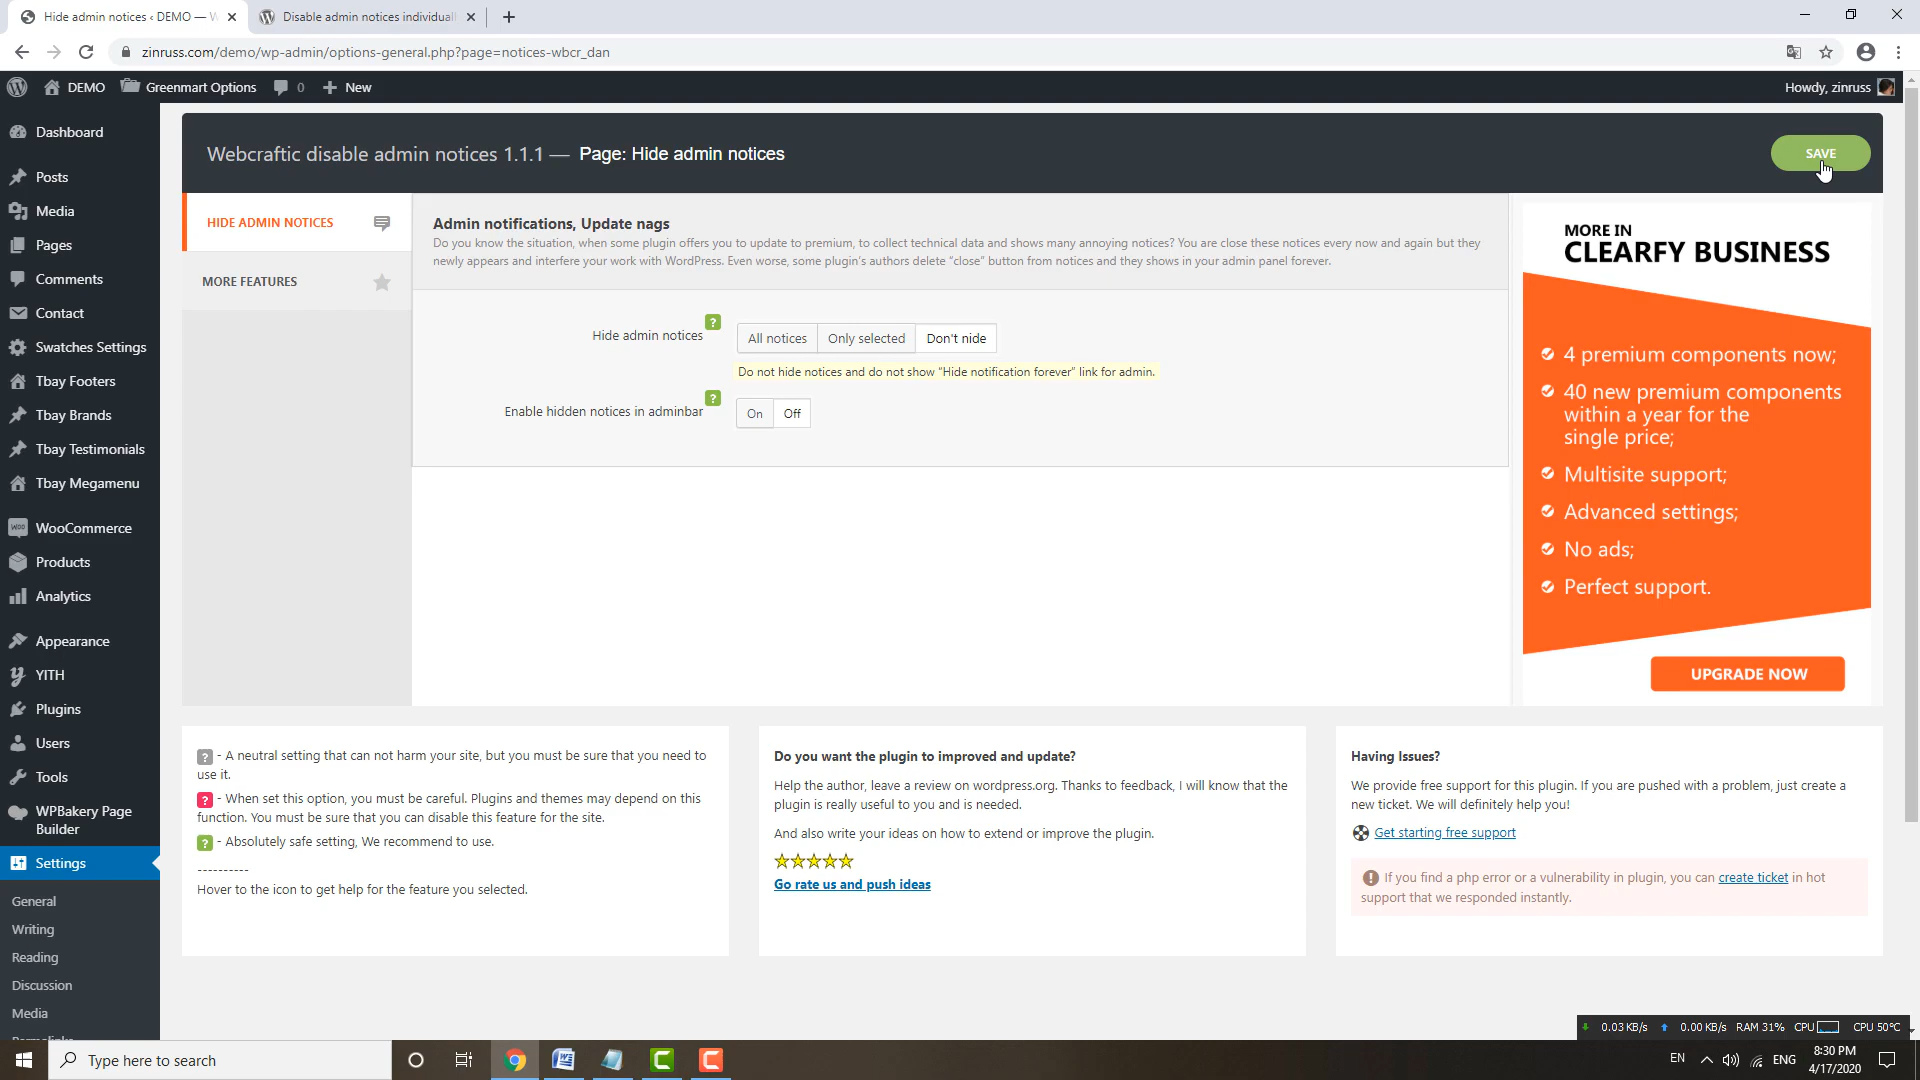 Hide admin notices ‹ DEMO — W
Disable admin notices individuall
zinruss.com/demo/wp-admin/options-general.php?page=notices-wbcr_dan
DEMO
Greenmart Options
0
New
Howdy, zinruss
Dashboard
Posts
Media
Pages
Comments
Contact
Swatches Settings
Tbay Footers
Tbay Brands
Tbay Testimonials
Tbay Megamenu
WooCommerce
Products
Analytics
Appearance
YITH
Plugins
Users
Tools
WPBakery Page
Builder
Settings
General
Writing
Reading
Discussion
Media
Webcraftic disable admin notices 1.1.1 — Page: Hide admin notices
SAVE
HIDE ADMIN NOTICES
MORE FEATURES
Admin notifications, Update nags
Do you know the situation, when some plugin offers you to update to premium, to collect technical data and shows many annoying notices? You are close these notices every now and again but they
newly appears and interfere your work with WordPress. Even worse, some plugin's authors delete “close” button from notices and they shows in your admin panel forever.
Hide admin notices ?
All notices Only selected Don't nide
Do not hide notices and do not show “Hide notification forever” link for admin.
Enable hidden notices in adminbar ?
On Off
MORE IN
CLEARFY BUSINESS
4 premium components now;
40 new premium components
within a year for the
single price;
Multisite support;
Advanced settings;
No ads;
Perfect support.
UPGRADE NOW
? - A neutral setting that can not harm your site, but you must be sure that you need to
use it.
? - When set this option, you must be careful. Plugins and themes may depend on this
function. You must be sure that you can disable this feature for the site.
? - Absolutely safe setting, We recommend to use.
----------
Hover to the icon to get help for the feature you selected.
Do you want the plugin to improved and update?
Help the author, leave a review on wordpress.org. Thanks to feedback, I will know that the
plugin is really useful to you and is needed.
And also write your ideas on how to extend or improve the plugin.
Go rate us and push ideas
Having Issues?
We provide free support for this plugin. If you are pushed with a problem, just create a
new ticket. We will definitely help you!
Get starting free support
If you find a php error or a vulnerability in plugin, you can create ticket in hot
support that we responded instantly.
0.03 KB/s 0.00 KB/s RAM 31% CPU CPU 50°C
Type here to search
EN
ENG
8:30 PM
4/17/2020